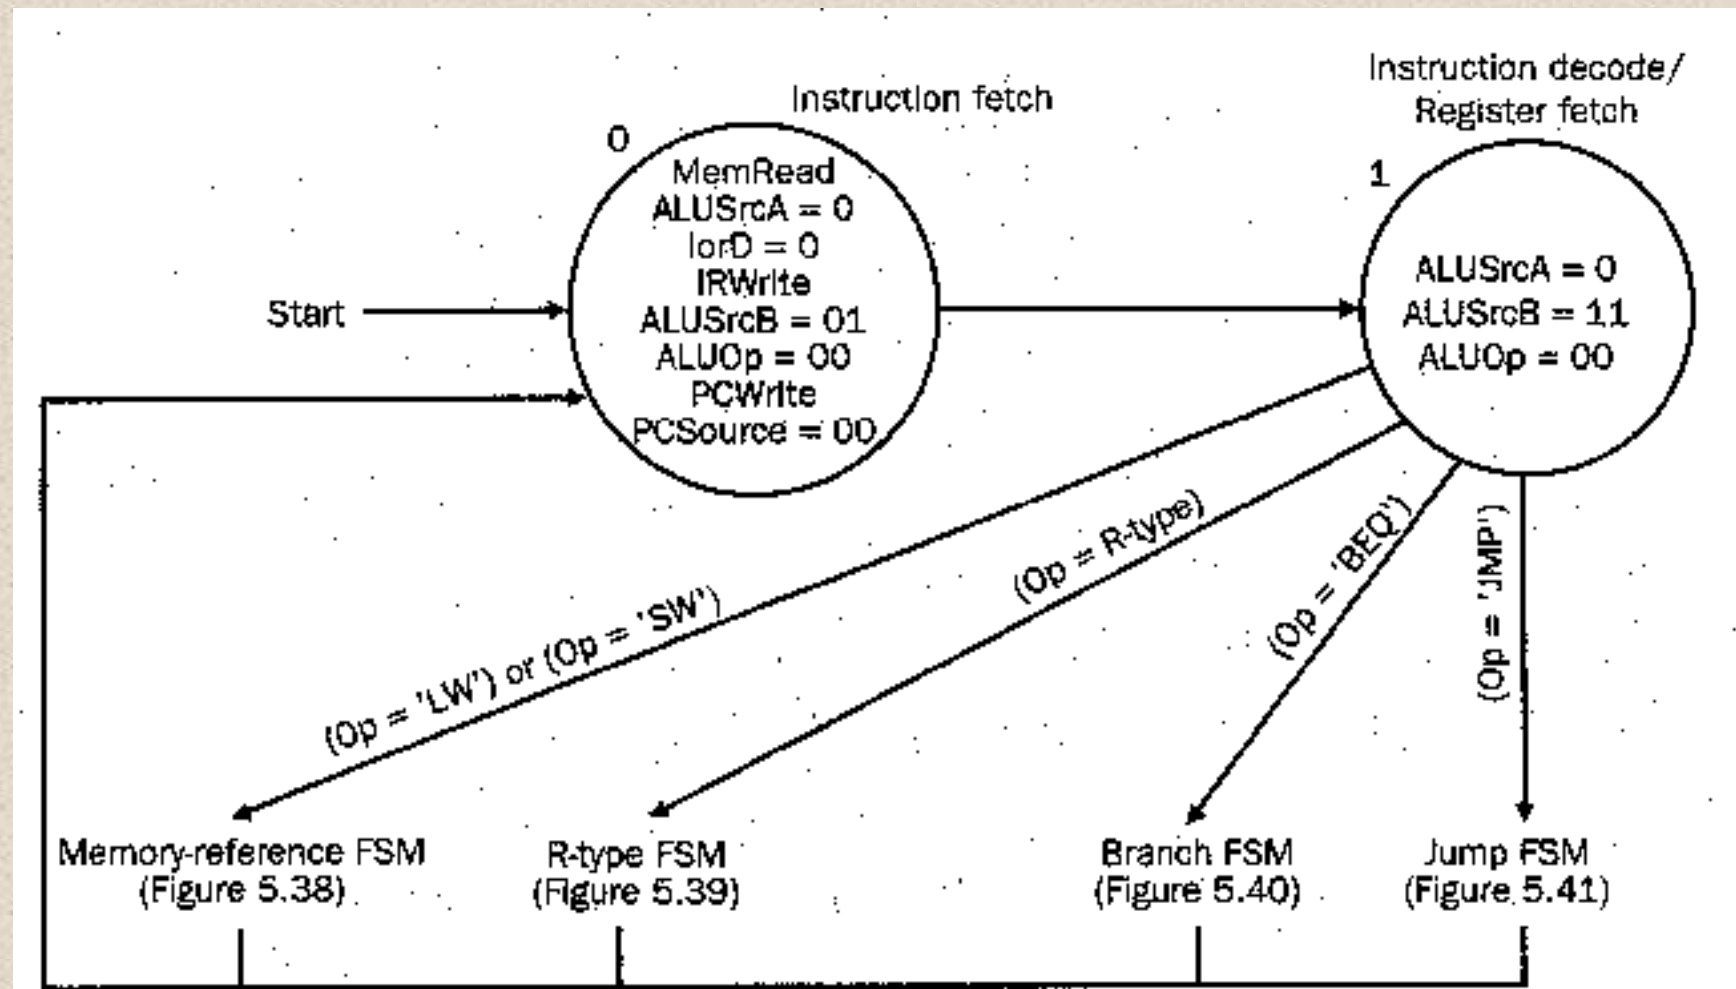 Instruction decode/
Register fetch
Instruction fetch
0
1
MemRead
ALUSrcA = 0
IorD = 0
IRWrite
ALUSrcB = 01
ALUOp = 00
PCWrite
PCSource = 00
Start
ALUSrcA = 0
ALUSrcB = 11
ALUOp = 00
(Op = 'LW') or (Op = 'SW')
(Op = R-type)
(Op = 'BEQ')
(Op = 'JMP')
Memory-reference FSM
(Figure 5.38)
R-type FSM
(Figure 5.39)
Branch FSM
(Figure 5.40)
Jump FSM
(Figure 5.41)